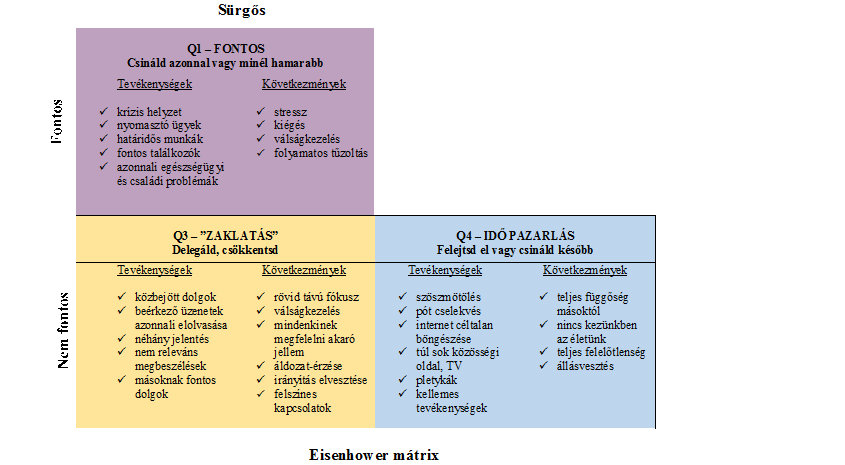 Sürgős
Fontos
Q1 – FONTOS
Csináld azonnal vagy minél hamarabb
Tevékenységek
krízis helyzet
nyomasztó ügyek
határidős munkák
fontos találkozók
azonnali egészségügyi
és családi problémák
Következmények
stressz
kiégés
válságkezelés
folyamatos tűzoltás
Nem fontos
Q3 – ”ZAKLATÁS”
Delegáld, csökkentsd
Tevékenységek
közbejött dolgok
beérkező üzenetek
azonnali elolvasása
néhány jelentés
nem releváns
megbeszélések
másoknak fontos
dolgok
Következmények
rövid távú fókusz
válságkezelés
mindenkinek
megfelelni akaró
jellem
áldozat-érzése
irányítás elvesztése
felszínes
kapcsolatok
Q4 – IDŐ PAZARLÁS
Felejtsd el vagy csináld később
Tevékenységek
szöszmötölés
pót cselekvés
internet céltalan
böngészése
túl sok közösségi
oldal, TV
pletykák
kellemes
tevékenységek
Következmények
teljes függőség
másoktól
nincs kezünkben
az életünk
teljes felelőtlenség
állásvesztés
Eisenhower mátrix